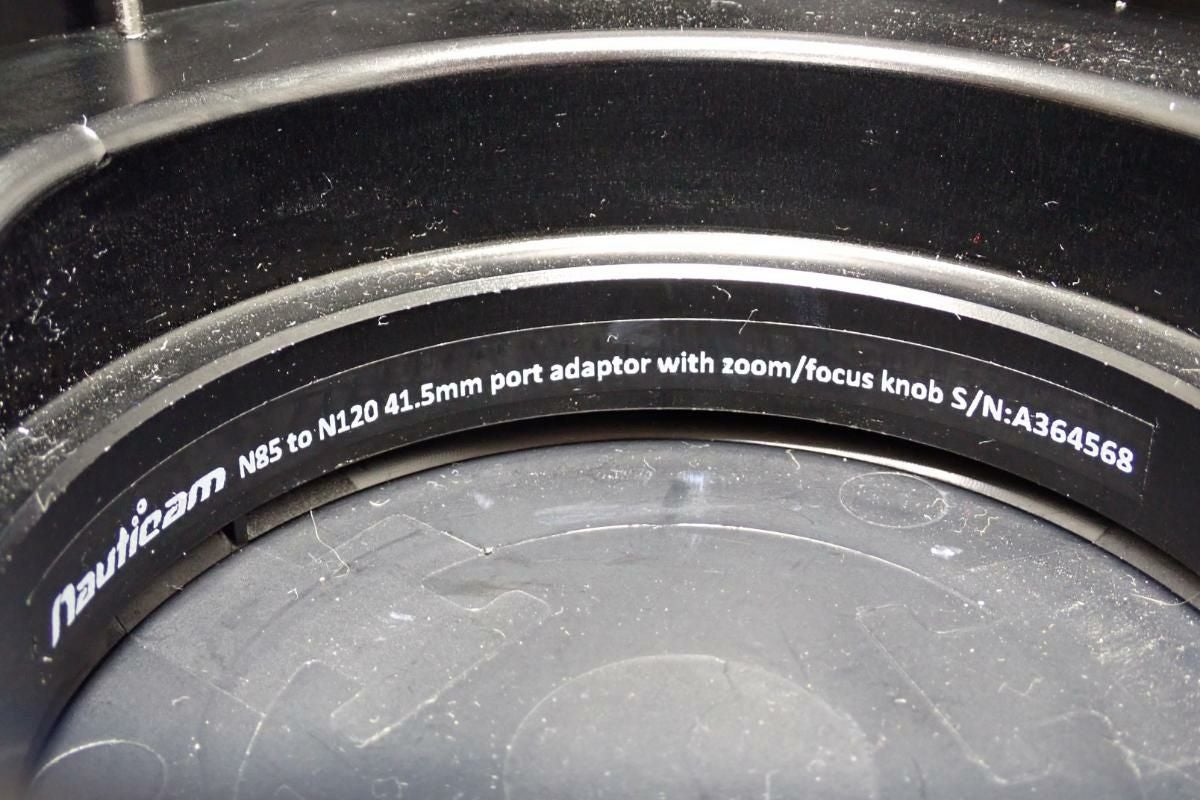 Nauticam N85 to N120 41.5mm port adaptor with zoom/focus knob S/N:A364568